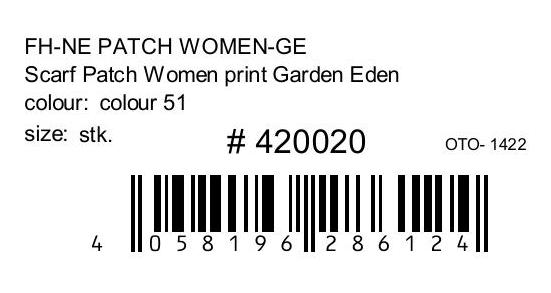 FH-NE PATCH WOMEN-GE
Scarf Patch Women print Garden Eden
colour: colour 51
size: stk.
# 420020
OTO- 1422
4 058196 286124